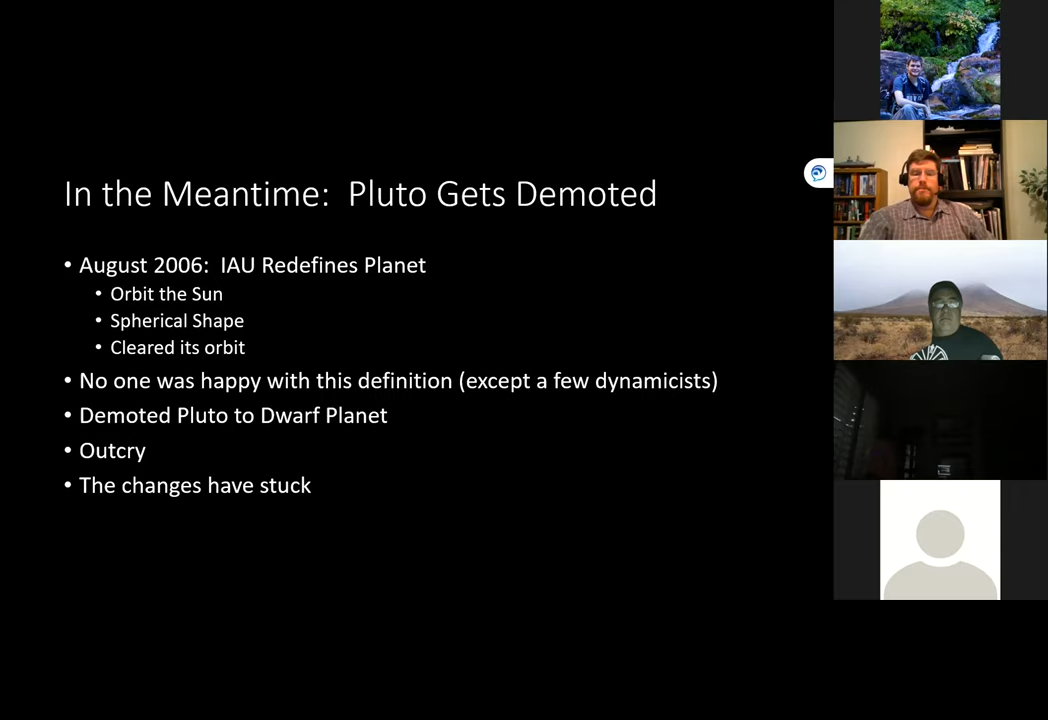 In the Meantime:  Pluto Gets Demoted
• August 2006:  IAU Redefines Planet
• Orbit the Sun
• Spherical Shape
• Cleared its orbit
• No one was happy with this definition (except a few dynamicists)
• Demoted Pluto to Dwarf Planet
• Outcry
• The changes have stuck